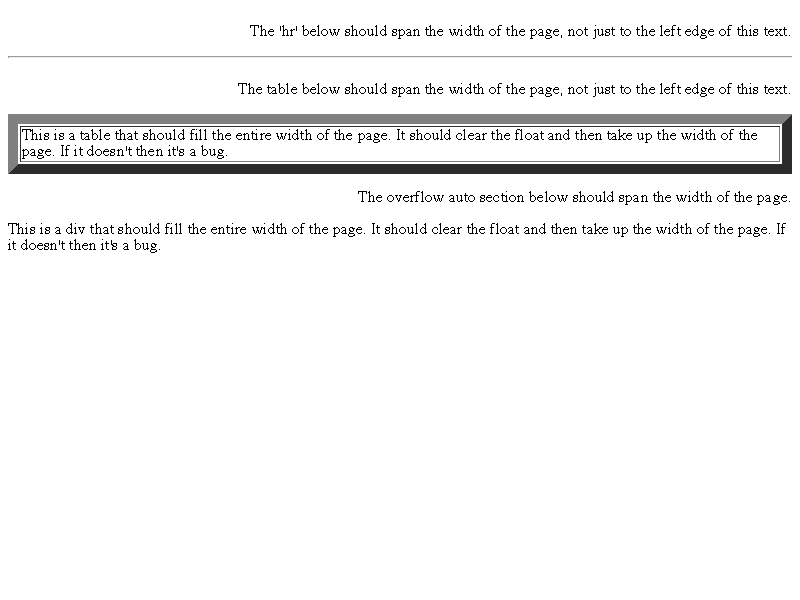 The 'hr' below should span the width of the page, not just to the left edge of this text.
The table below should span the width of the page, not just to the left edge of this text.
This is a table that should fill the entire width of the page. It should clear the float and then take up the width of the
page. If it doesn't then it's a bug.
The overflow auto section below should span the width of the page.
This is a div that should fill the entire width of the page. It should clear the float and then take up the width of the page. If
it doesn't then it's a bug.